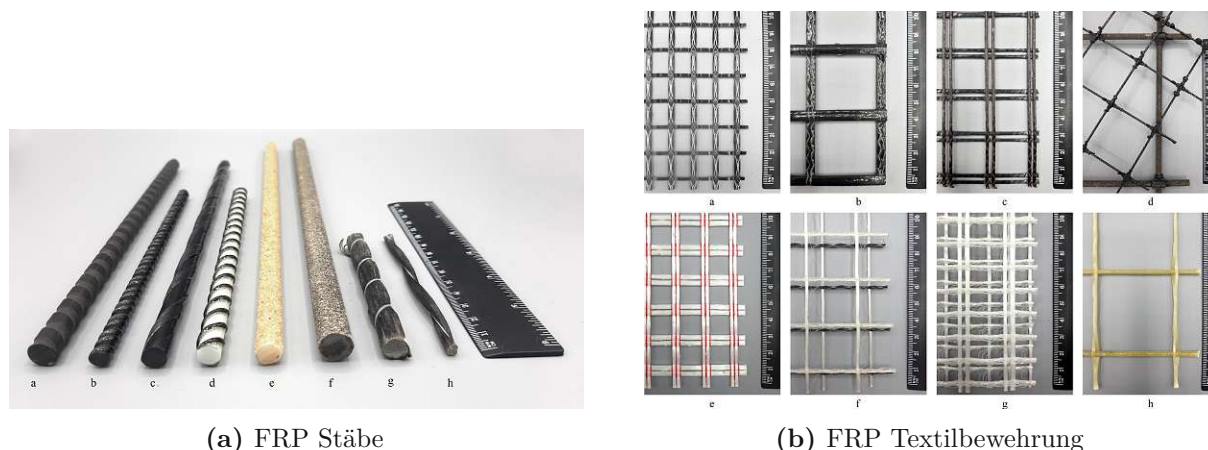 a b c d e f g h
(a) FRP Stäbe
a b c d
e f g h
(b) FRP Textilbewehrung